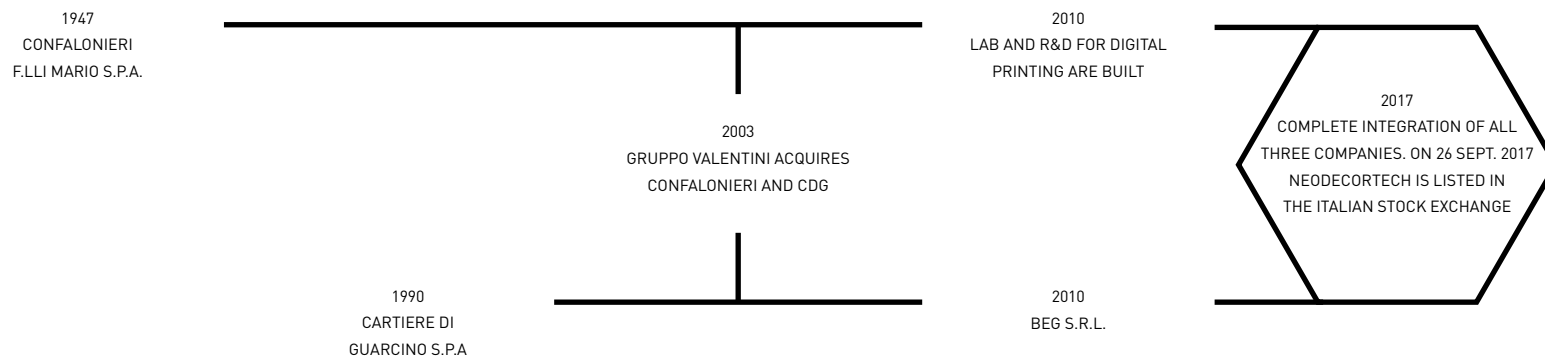 1947
CONFALONIERI
F.LLI MARIO S.P.A.
2010
LAB AND R&D FOR DIGITAL
PRINTING ARE BUILT
2003
GRUPPO VALENTINI ACQUIRES
CONFALONIERI AND CDG
2017
COMPLETE INTEGRATION OF ALL
THREE COMPANIES. ON 26 SEPT. 2017
NEODECORTECH IS LISTED IN
THE ITALIAN STOCK EXCHANGE
1990
CARTIERE DI
GUARCINO S.P.A
2010
BEG S.R.L.